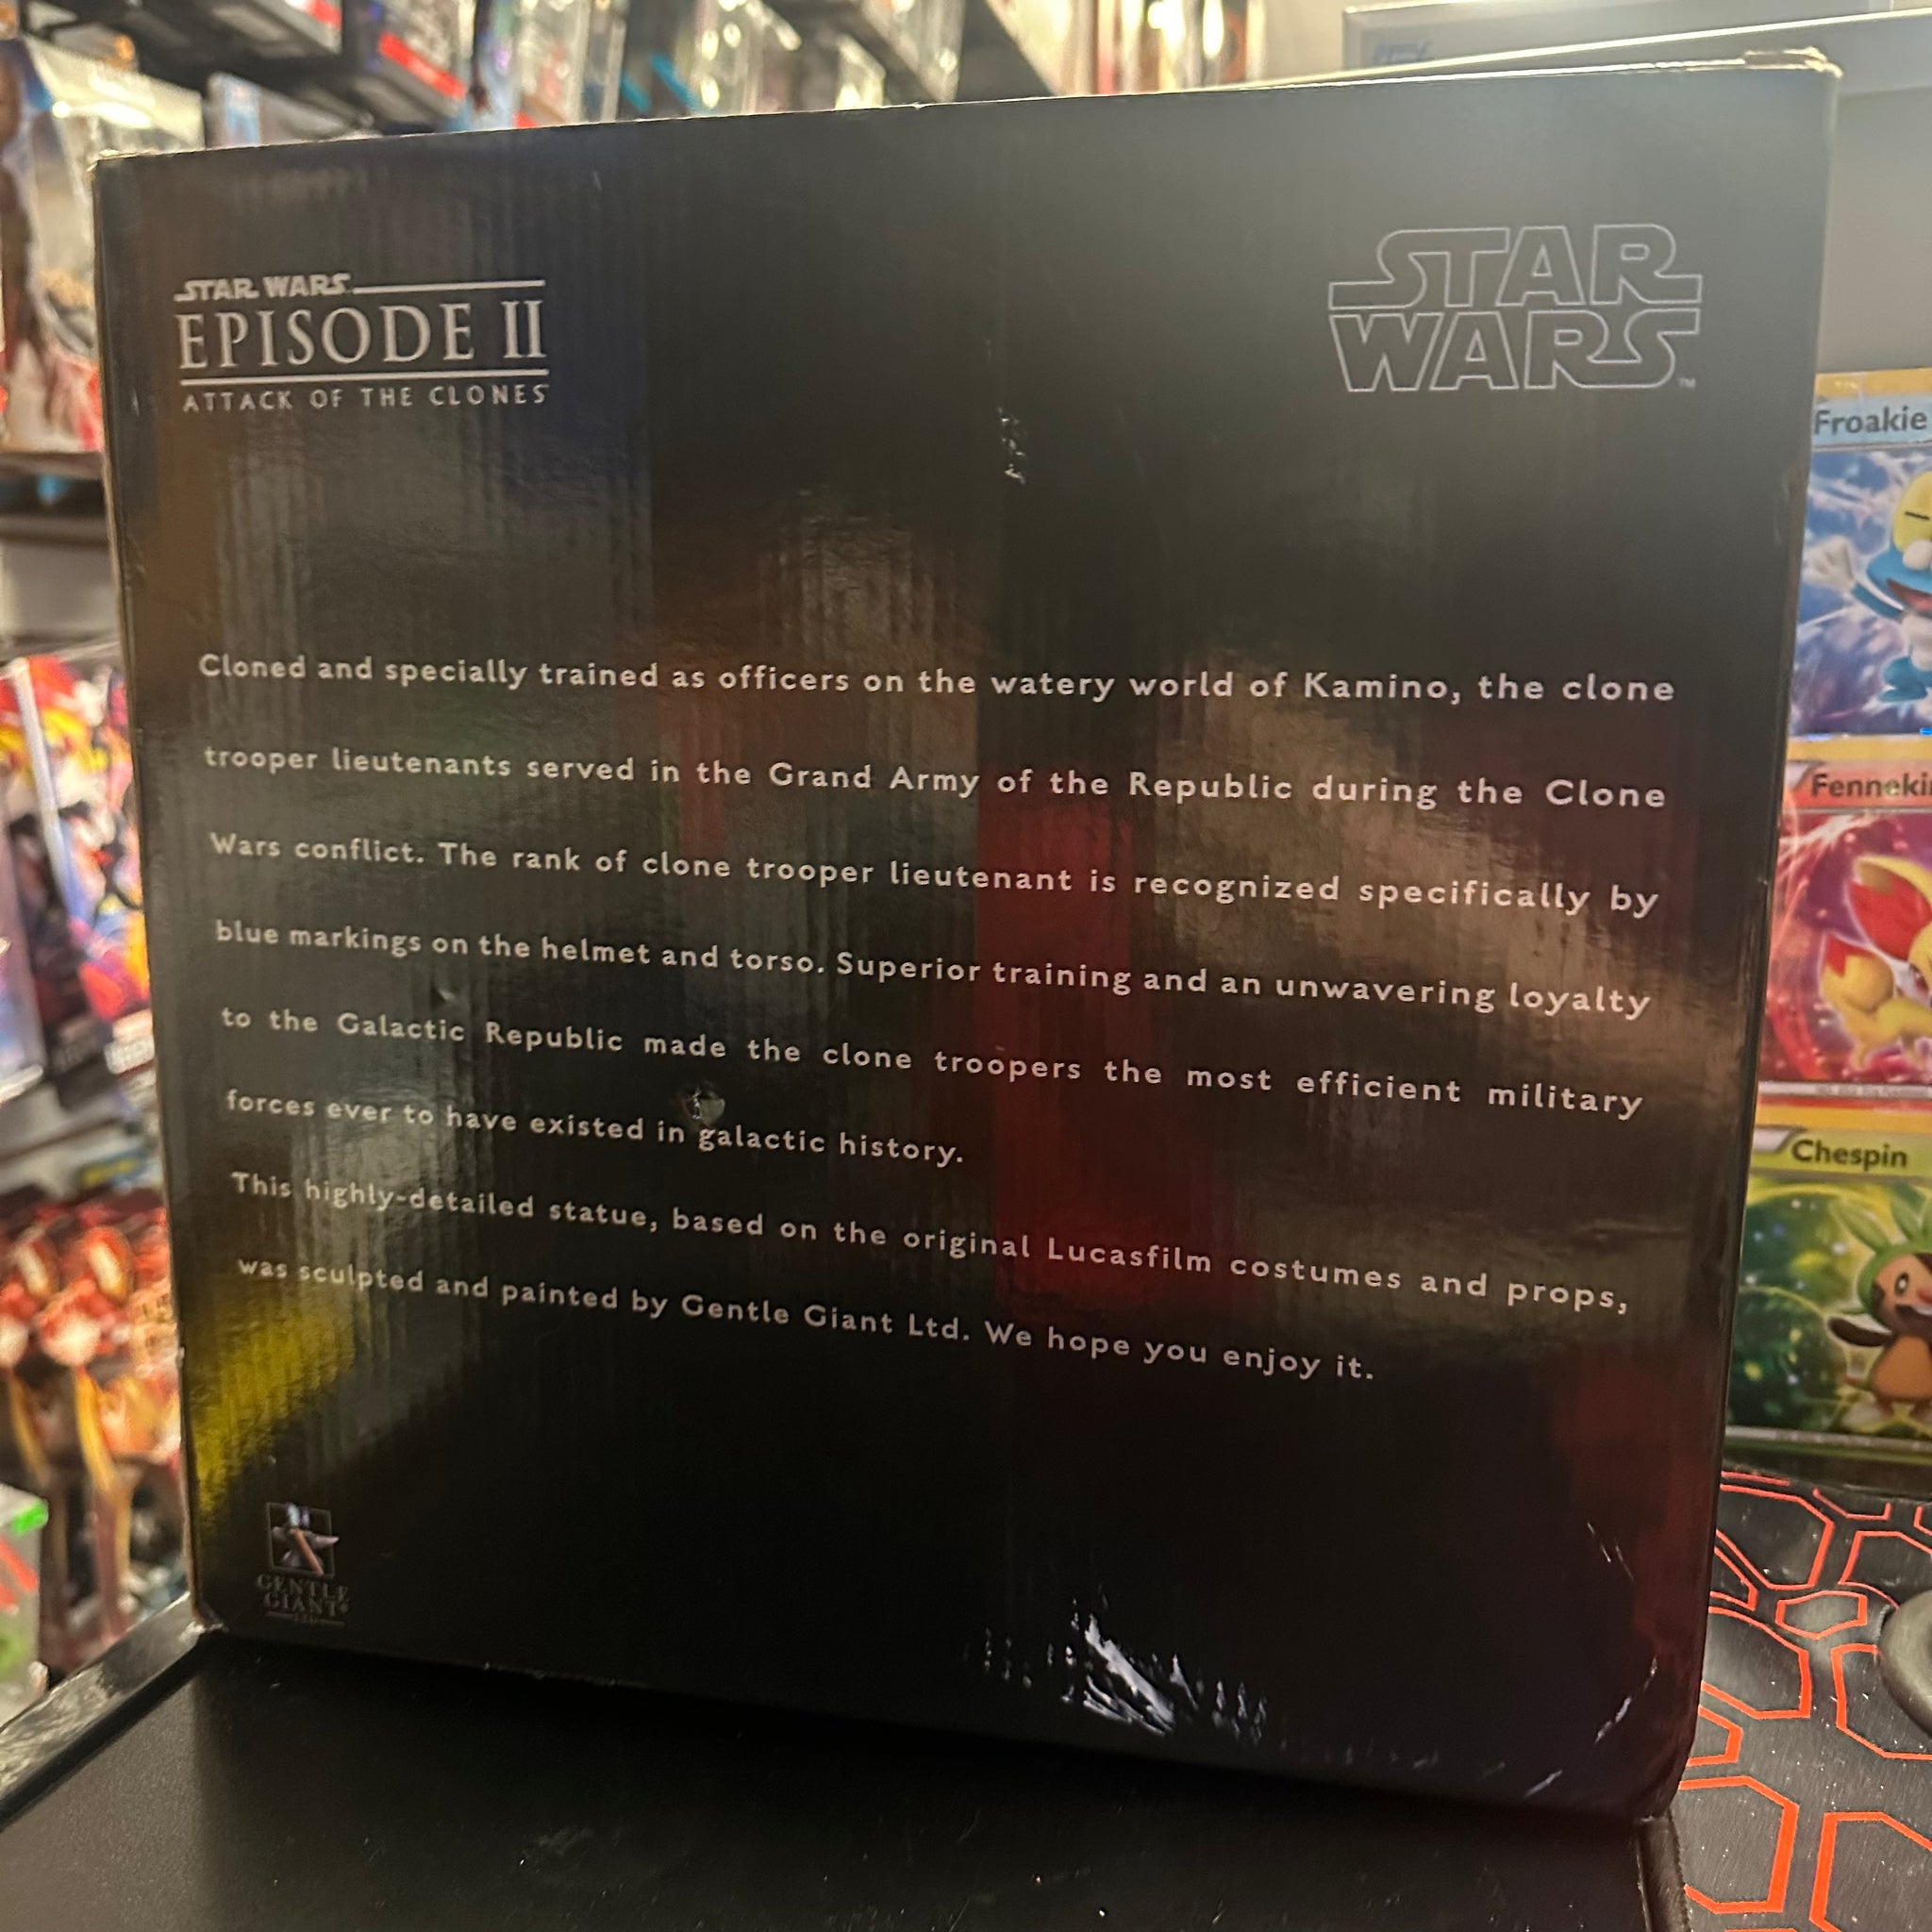 STAR WARS
EPISODE II
ATTACK OF THE CLONES
STAR
WARS™
Froakie
Cloned and specially trained as officers on the watery world of Kamino, the clone
trooper lieutenants served in the Grand Army of the Republic during the Clone
Wars conflict. The rank of clone trooper lieutenant is recognized specifically by
blue markings on the helmet and torso. Superior training and an unwavering loyalty
to the Galactic Republic made the clone troopers the most efficient military
forces ever to have existed in galactic history.
This highly-detailed statue, based on the original Lucasfilm costumes and props,
was sculpted and painted by Gentle Giant Ltd. We hope you enjoy it.
Fenneki
Chespin
GENTLE
GIANT®